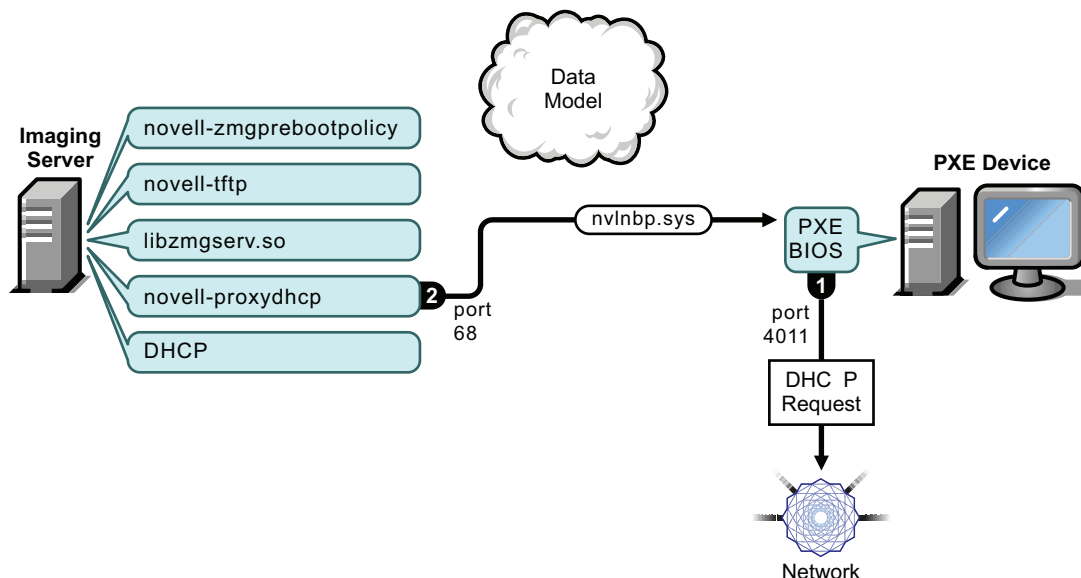 Data
Model
Imaging
Server
novell-zmgprebootpolicy
novell-tftp
libzmgserv.so
novell-proxydhcp
DHCP
2
port
68
nvlnbp.sys
PXE
BIOS
1
port
4011
DHC P
Request
Network
PXE Device